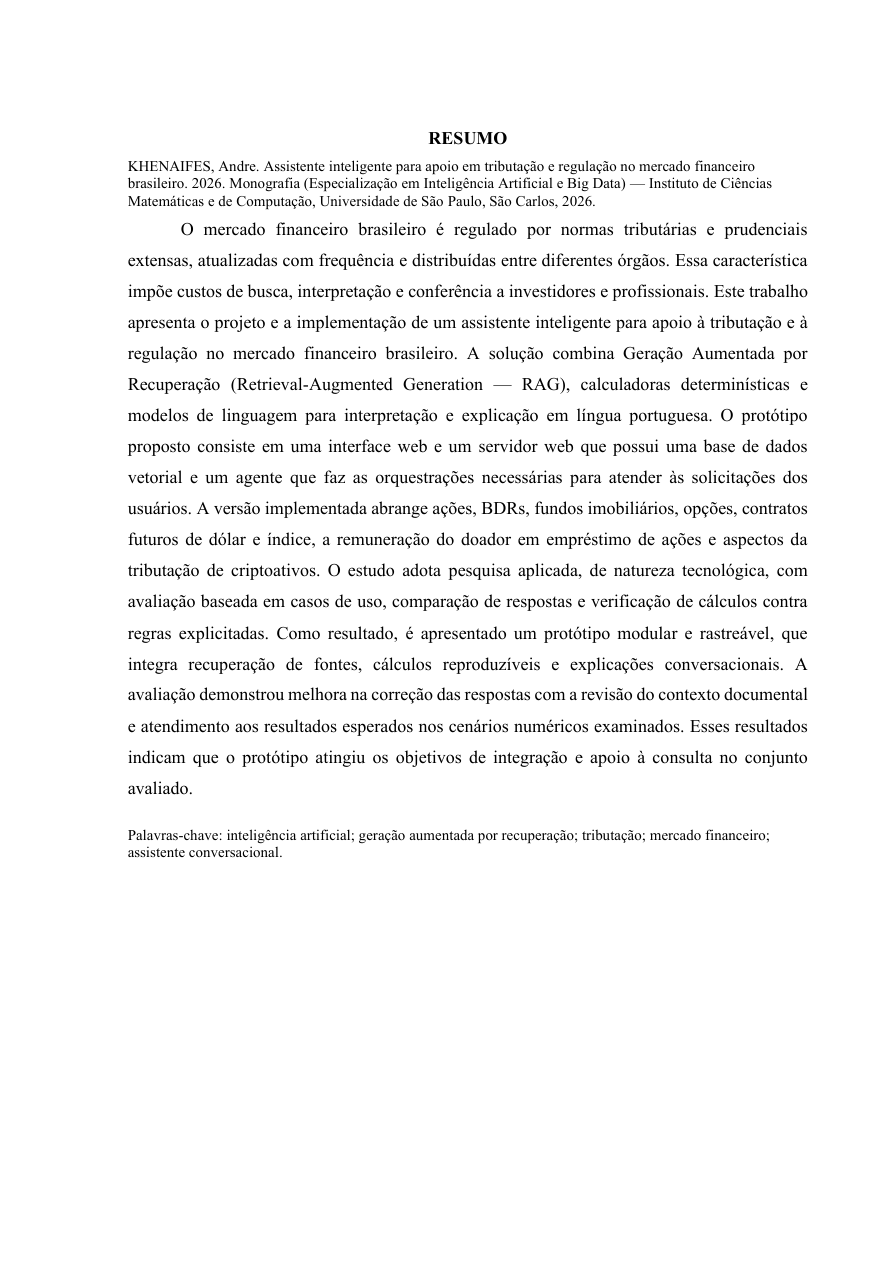 RESUMO
KHENAIFES, Andre. Assistente inteligente para apoio em tributação e regulação no mercado financeiro
brasileiro. 2026. Monografia (Especialização em Inteligência Artificial e Big Data) — Instituto de Ciências
Matemáticas e de Computação, Universidade de São Paulo, São Carlos, 2026.
O mercado financeiro brasileiro é regulado por normas tributárias e prudenciais
extensas, atualizadas com frequência e distribuídas entre diferentes órgãos. Essa característica
impõe custos de busca, interpretação e conferência a investidores e profissionais. Este trabalho
apresenta o projeto e a implementação de um assistente inteligente para apoio à tributação e à
regulação no mercado financeiro brasileiro. A solução combina Geração Aumentada por
Recuperação (Retrieval-Augmented Generation — RAG), calculadoras determinísticas e
modelos de linguagem para interpretação e explicação em língua portuguesa. O protótipo
proposto consiste em uma interface web e um servidor web que possui uma base de dados
vetorial e um agente que faz as orquestrações necessárias para atender às solicitações dos
usuários. A versão implementada abrange ações, BDRs, fundos imobiliários, opções, contratos
futuros de dólar e índice, a remuneração do doador em empréstimo de ações e aspectos da
tributação de criptoativos. O estudo adota pesquisa aplicada, de natureza tecnológica, com
avaliação baseada em casos de uso, comparação de respostas e verificação de cálculos contra
regras explicitadas. Como resultado, é apresentado um protótipo modular e rastreável, que
integra recuperação de fontes, cálculos reproduzíveis e explicações conversacionais. A
avaliação demonstrou melhora na correção das respostas com a revisão do contexto documental
e atendimento aos resultados esperados nos cenários numéricos examinados. Esses resultados
indicam que o protótipo atingiu os objetivos de integração e apoio à consulta no conjunto
avaliado.
Palavras-chave: inteligência artificial; geração aumentada por recuperação; tributação; mercado financeiro;
assistente conversacional.